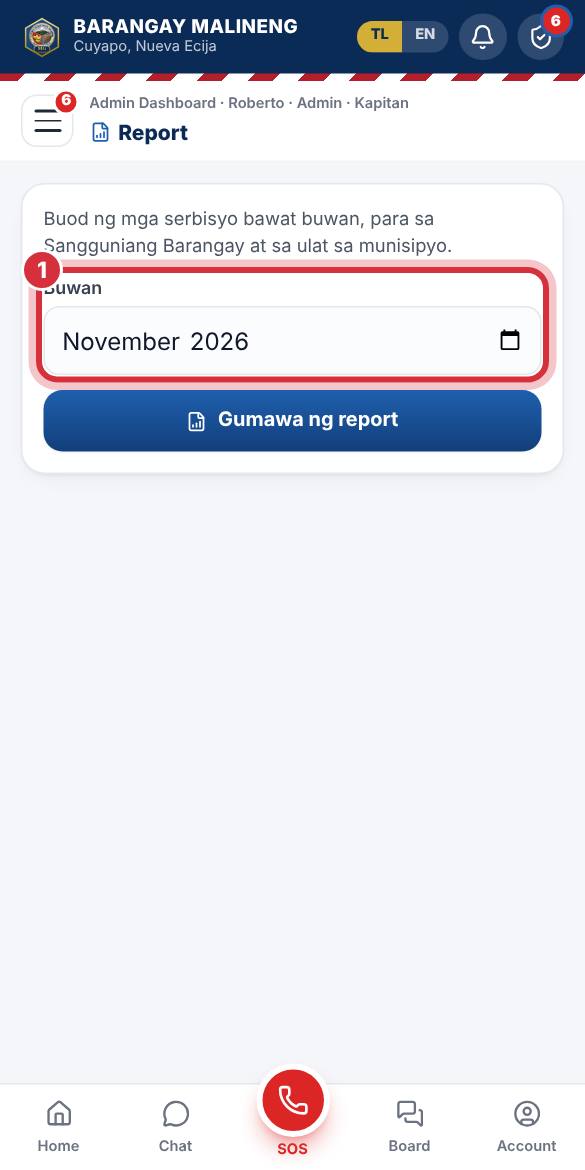 BARANGAY MALINENG
Cuyapo, Nueva Ecija
TL EN
6
6
Admin Dashboard · Roberto · Admin · Kapitan
Report
Buod ng mga serbisyo bawat buwan, para sa
Sangguniang Barangay at sa ulat sa munisipyo.
1
Buwan
November 2026
Gumawa ng report
Home
Chat
SOS
Board
Account